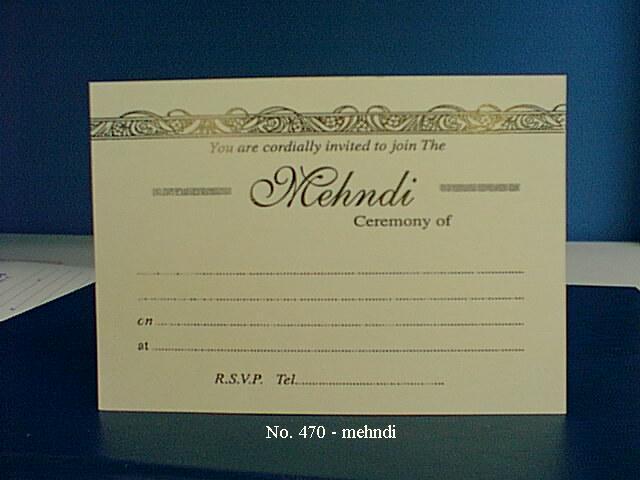 You are cordially invited to join The
Mehndi
Ceremony of
on
at
R.S.V.P. Tel
No. 470 - mehndi